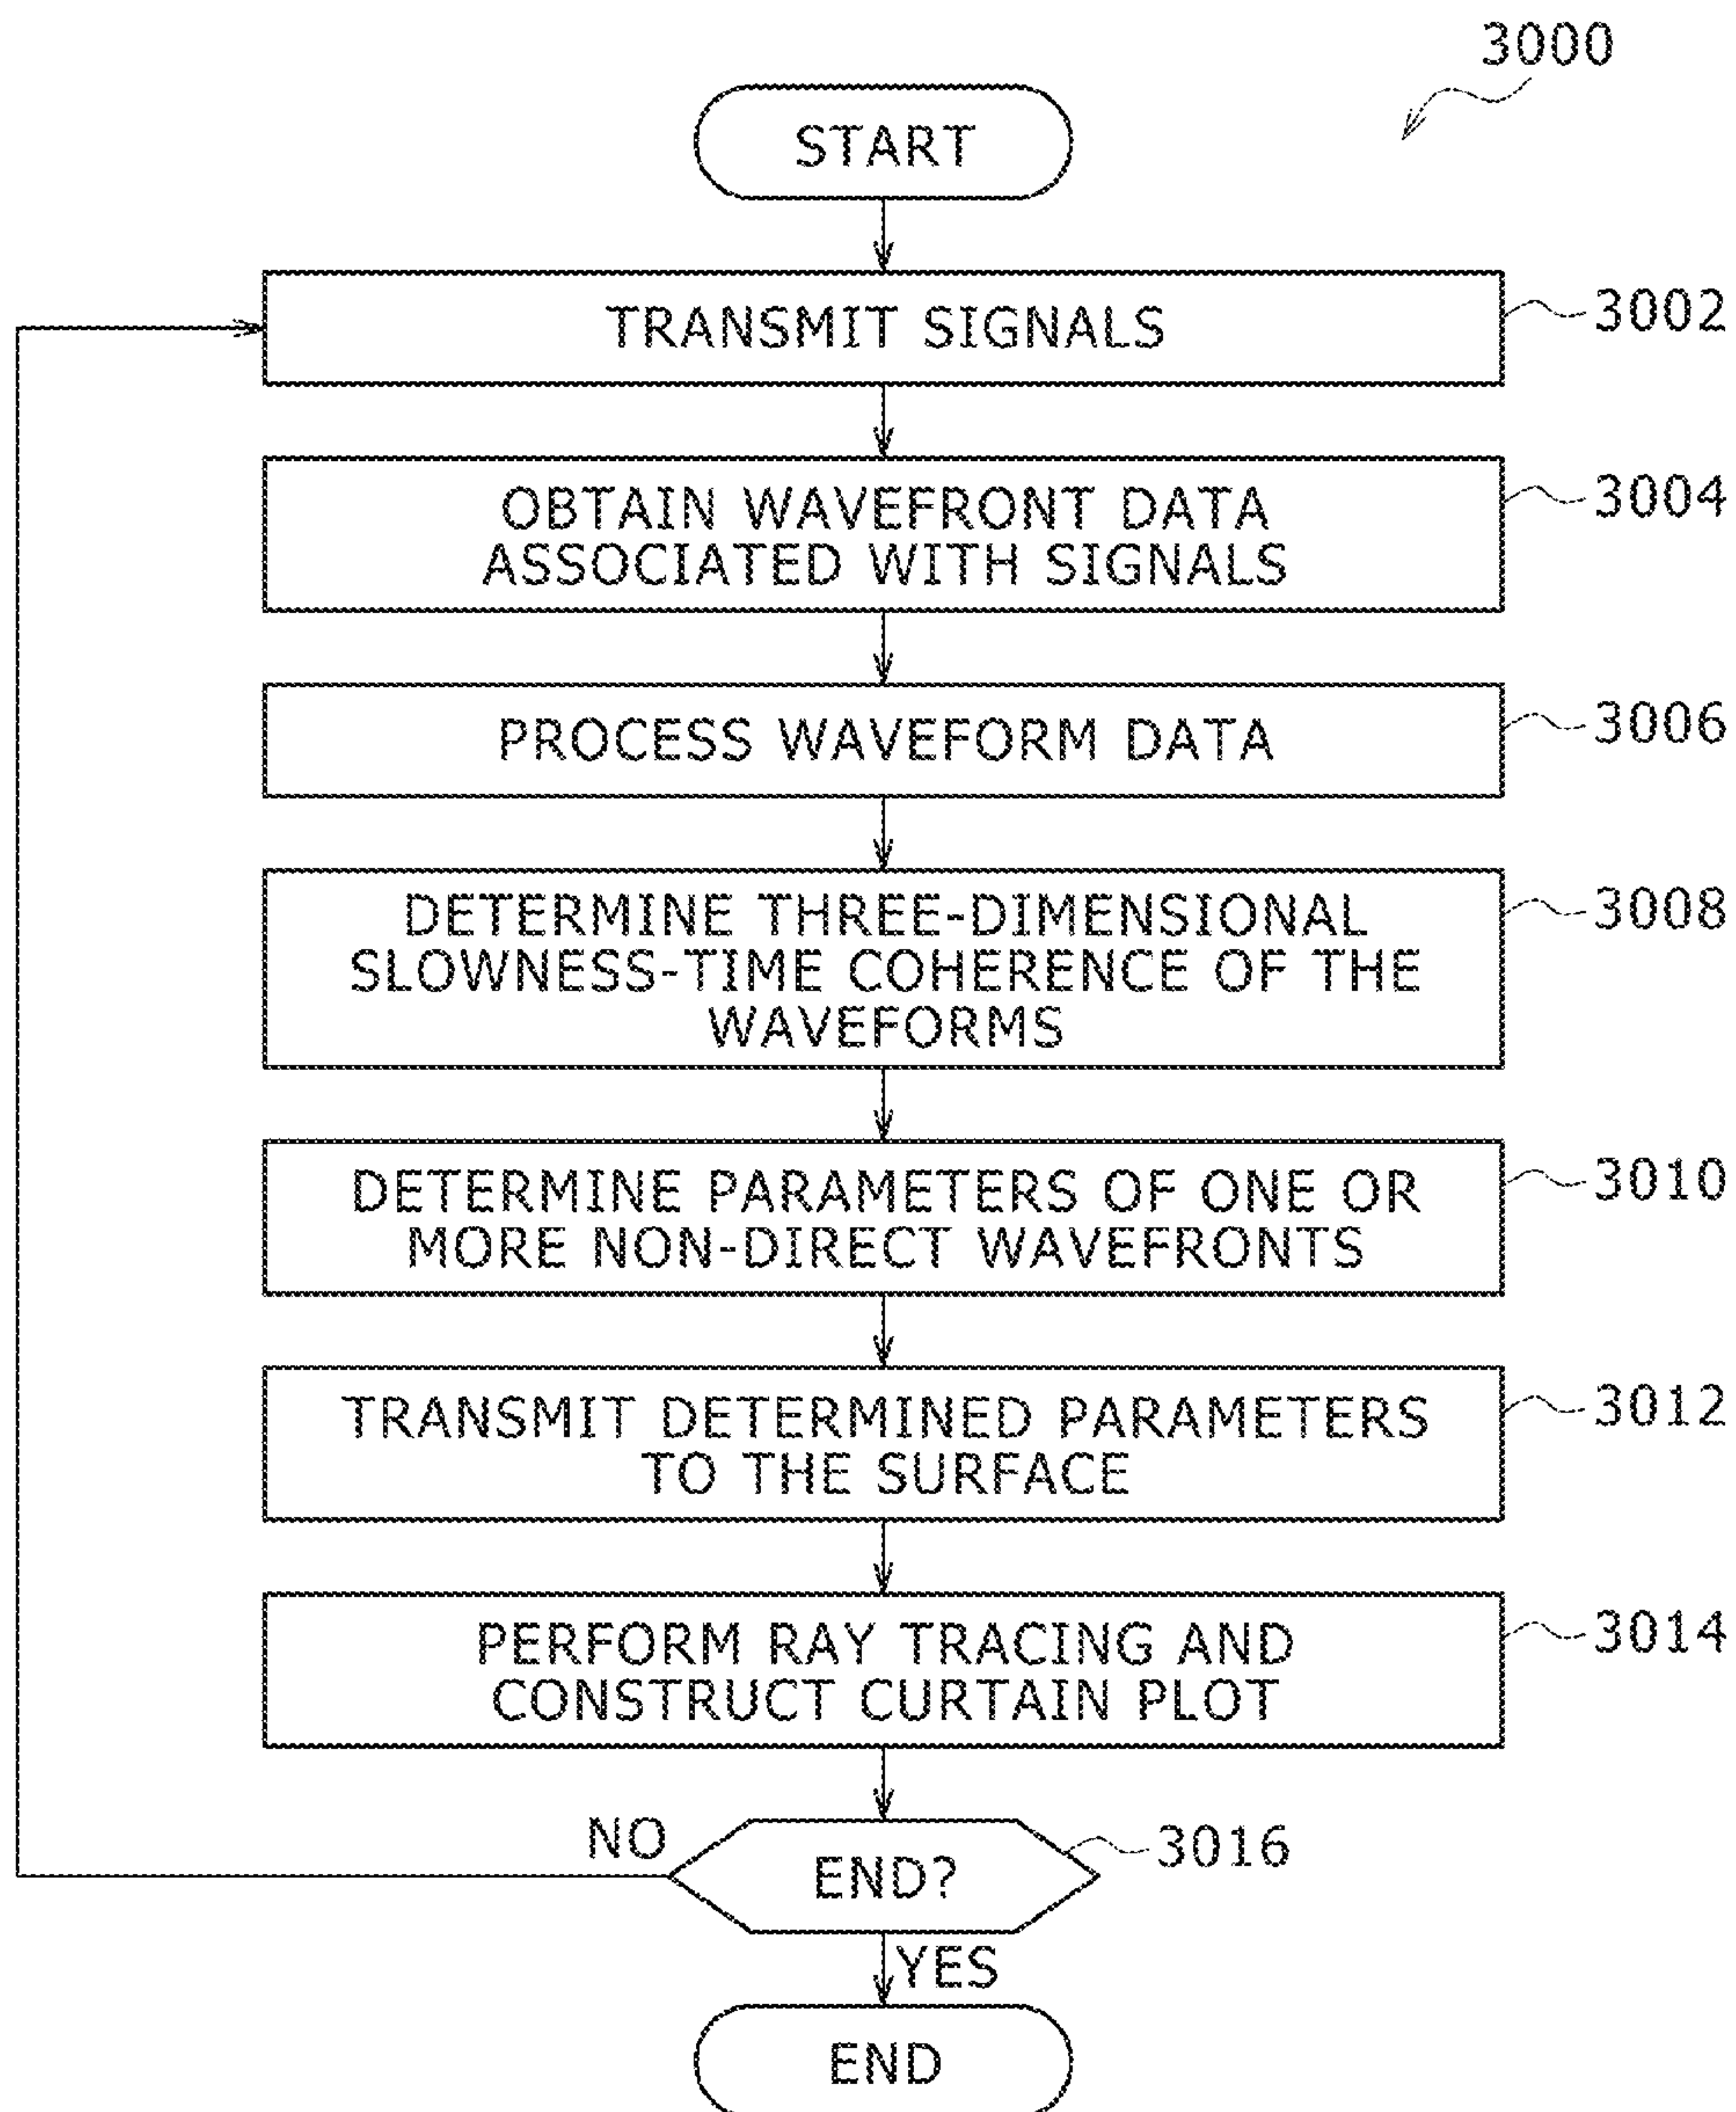 3000
START
TRANSMIT SIGNALS
3002
OBTAIN WAVEFRONT DATA
ASSOCIATED WITH SIGNALS
3004
PROCESS WAVEFORM DATA
3006
DETERMINE THREE-DIMENSIONAL
SLOWNESS-TIME COHERENCE OF THE
WAVEFORMS
3008
DETERMINE PARAMETERS OF ONE OR
MORE NON-DIRECT WAVEFRONTS
3010
TRANSMIT DETERMINED PARAMETERS
TO THE SURFACE
3012
PERFORM RAY TRACING AND
CONSTRUCT CURTAIN PLOT
3014
NO
END?
3016
YES
END